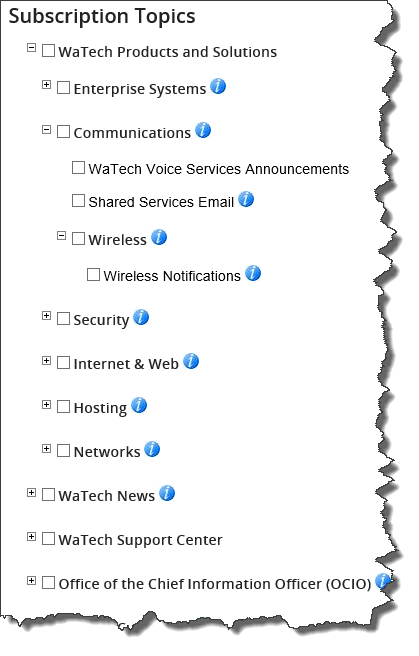 Subscription Topics
WaTech Products and Solutions
Enterprise Systems
Communications
WaTech Voice Services Announcements
Shared Services Email
Wireless
Wireless Notifications
Security
Internet & Web
Hosting
Networks
WaTech News
WaTech Support Center
Office of the Chief Information Officer (OCIO)